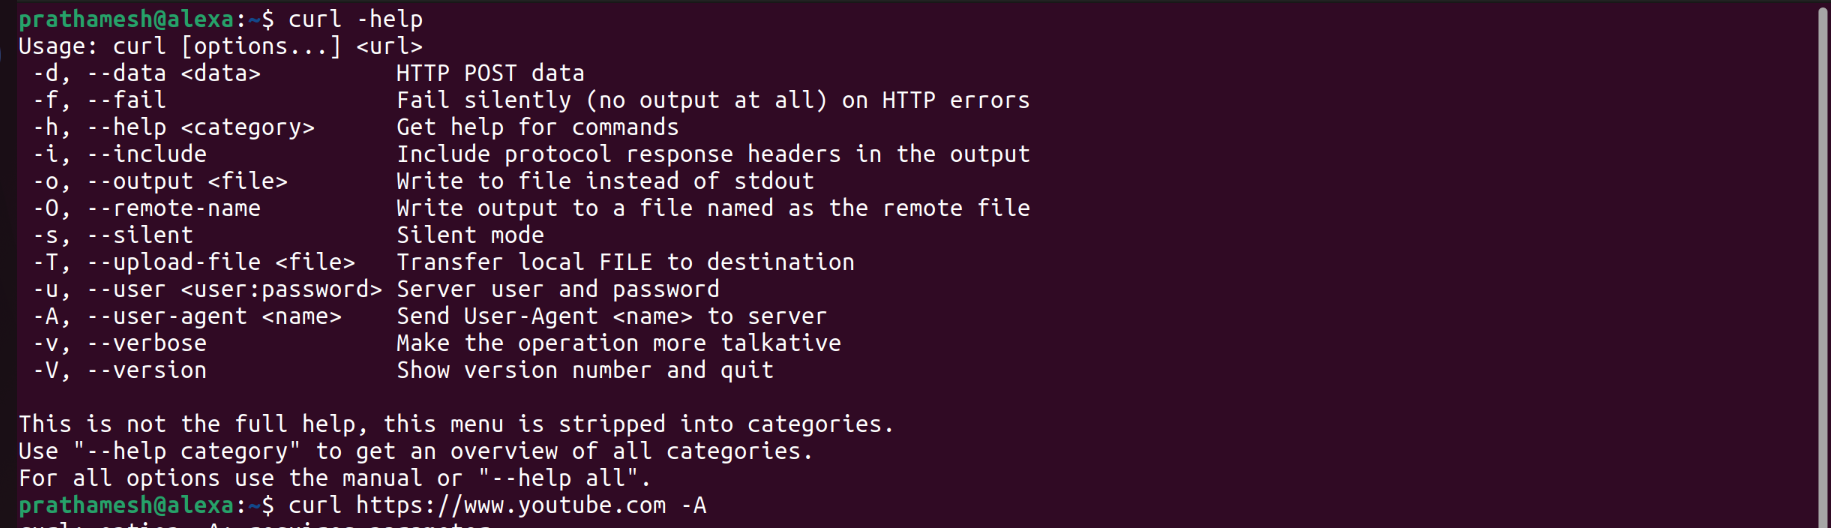 prathamesh@alexa:~$ curl -help
Usage: curl [options...] <url>
 -d, --data <data>          HTTP POST data
 -f, --fail                 Fail silently (no output at all) on HTTP errors
 -h, --help <category>      Get help for commands
 -i, --include              Include protocol response headers in the output
 -o, --output <file>        Write to file instead of stdout
 -O, --remote-name          Write output to a file named as the remote file
 -s, --silent               Silent mode
 -T, --upload-file <file>   Transfer local FILE to destination
 -u, --user <user:password> Server user and password
 -A, --user-agent <name>    Send User-Agent <name> to server
 -v, --verbose              Make the operation more talkative
 -V, --version              Show version number and quit

This is not the full help, this menu is stripped into categories.
Use "--help category" to get an overview of all categories.
For all options use the manual or "--help all".
prathamesh@alexa:~$ curl https://www.youtube.com -A